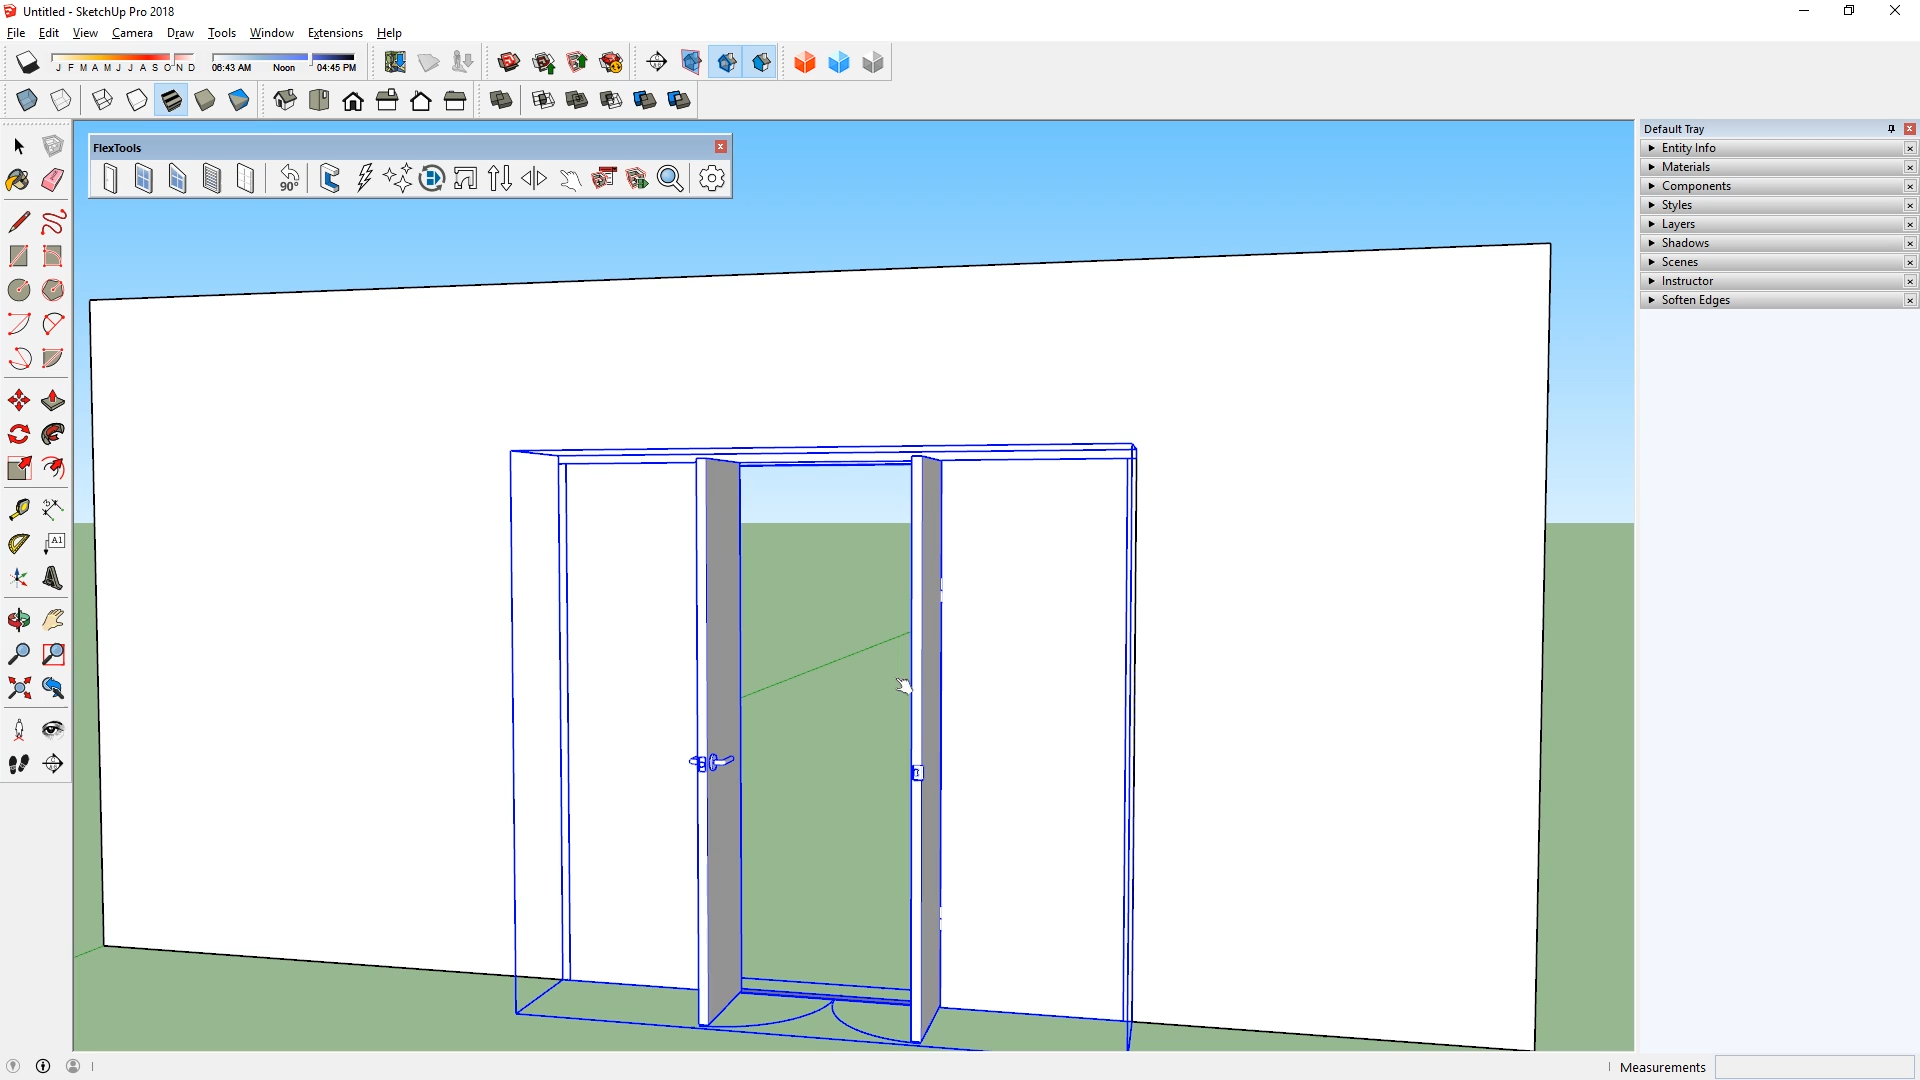 Untitled - SketchUp Pro 2018
File Edit View Camera Draw Tools Window Extensions Help
J F M A M J J A S O N D
06:43 AM Noon 04:45 PM
FlexTools
90°
A1
Default Tray
Entity Info
Materials
Components
Styles
Layers
Shadows
Scenes
Instructor
Soften Edges
Measurements